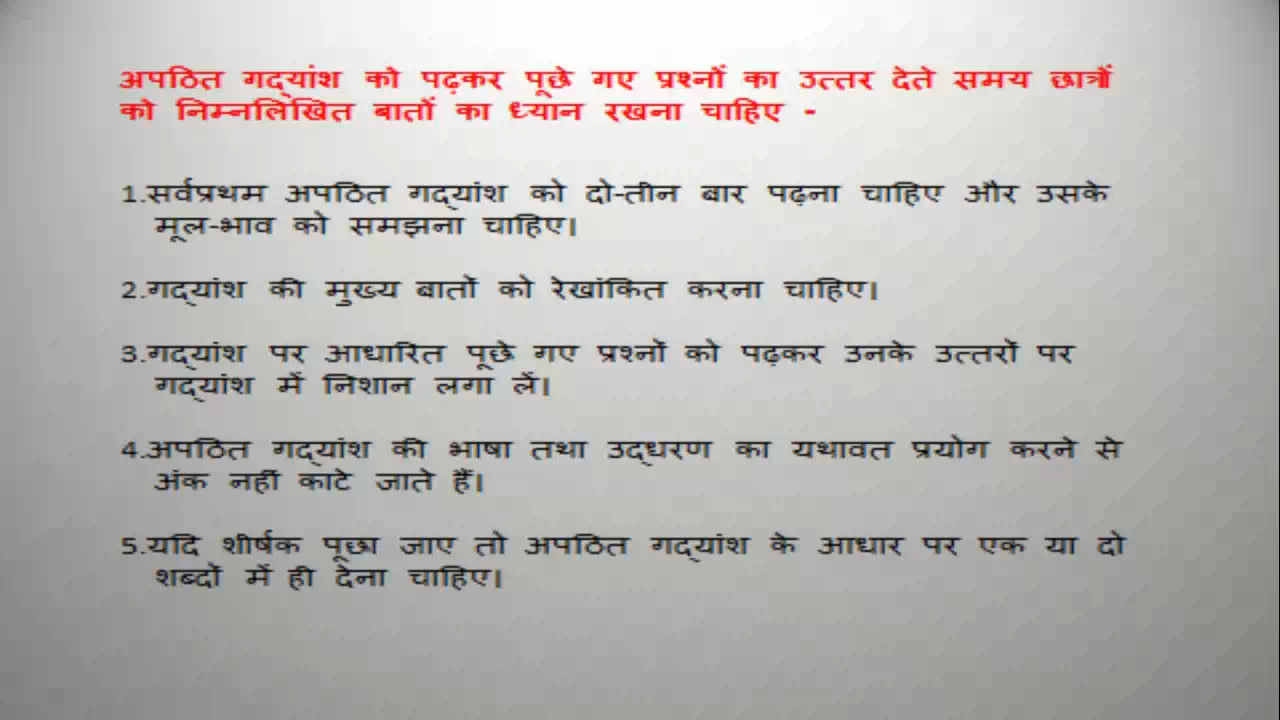 अपठित गद्यांश को पढ़कर पूछे गए प्रश्नों का उत्तर देते समय छात्रों
को निम्नलिखित बातों का ध्यान रखना चाहिए -
1.सर्वप्रथम अपठित गद्यांश को दो-तीन बार पढ़ना चाहिए और उसके
मूल-भाव को समझना चाहिए।
2.गद्यांश की मुख्य बातों को रेखांकित करना चाहिए।
3.गद्यांश पर आधारित पूछे गए प्रश्नों को पढ़कर उनके उत्तरों पर
गद्यांश में निशान लगा लें।
4.अपठित गद्यांश की भाषा तथा उद्धरण का यथावत प्रयोग करने से
अंक नहीं काटे जाते हैं।
5.यदि शीर्षक पूछा जाए तो अपठित गद्यांश के आधार पर एक या दो
शब्दों में ही देना चाहिए।